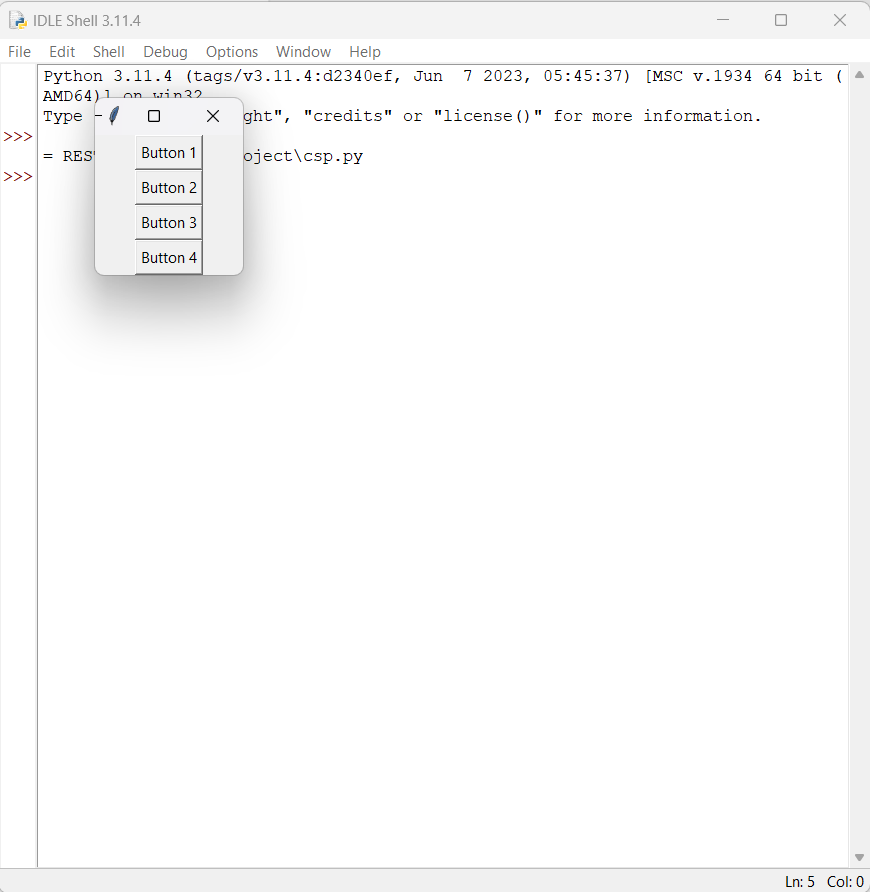 IDLE Shell 3.11.4
File Edit Shell Debug Options Window Help
Python 3.11.4 (tags/v3.11.4:d2340ef, Jun  7 2023, 05:45:37) [MSC v.1934 64 bit (
AMD64)] on win32
Type ght", "credits" or "license()" for more information.
>>>
= RES oject\csp.py
>>>
Button 1
Button 2
Button 3
Button 4
Ln: 5 Col: 0